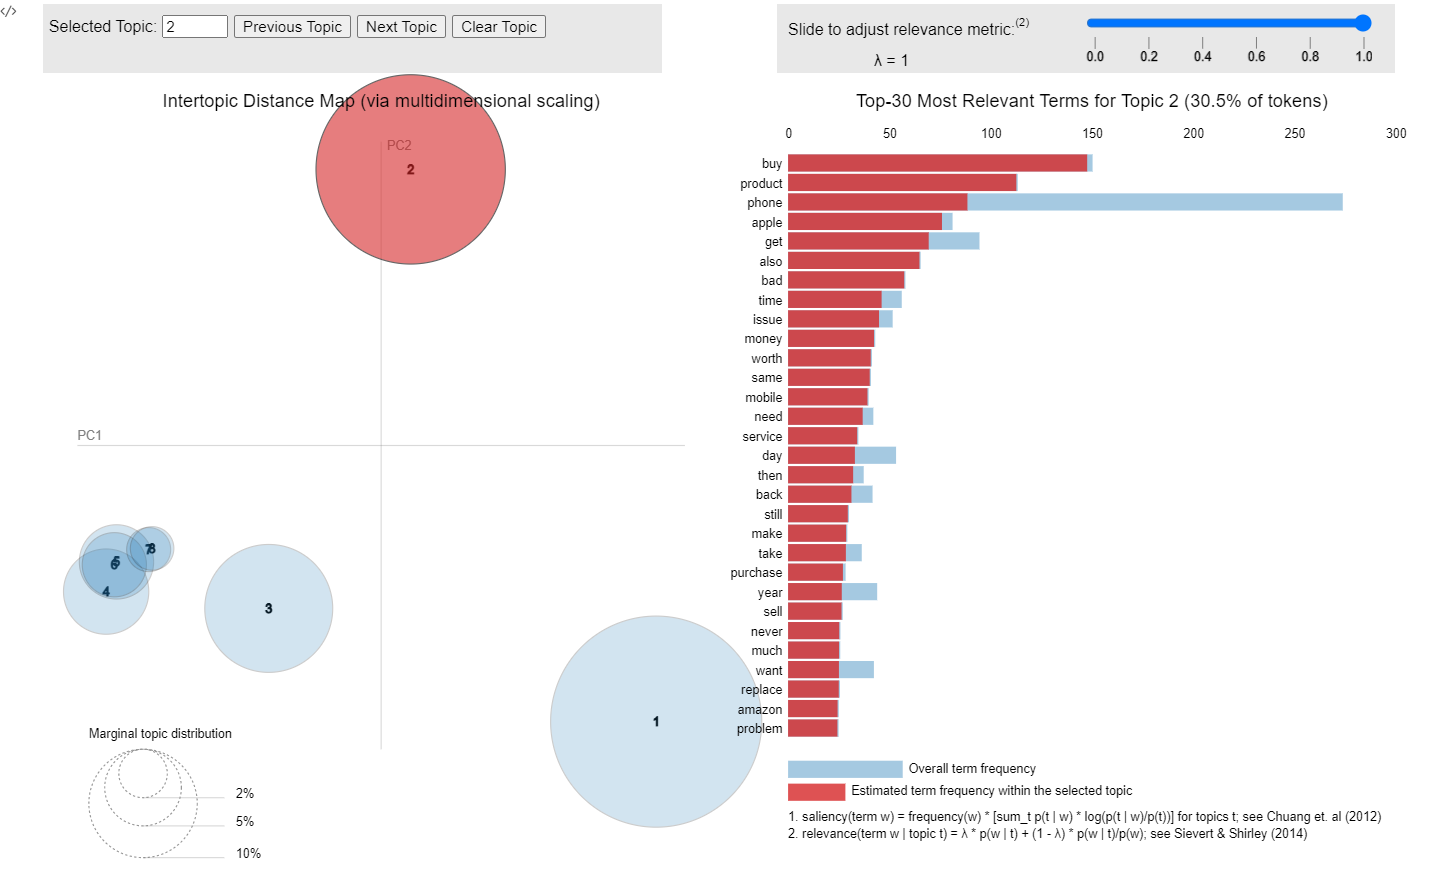 </>
Selected Topic: 2 Previous Topic Next Topic Clear Topic
Slide to adjust relevance metric:(2)
λ = 1
0.0 0.2 0.4 0.6 0.8 1.0
Intertopic Distance Map (via multidimensional scaling)
PC2
PC1
2
1
3
4
5
6
7
8
Marginal topic distribution
2%
5%
10%
Top-30 Most Relevant Terms for Topic 2 (30.5% of tokens)
0 50 100 150 200 250 300
buy
product
phone
apple
get
also
bad
time
issue
money
worth
same
mobile
need
service
day
then
back
still
make
take
purchase
year
sell
never
much
want
replace
amazon
problem
Overall term frequency
Estimated term frequency within the selected topic
1. saliency(term w) = frequency(w) * [sum_t p(t | w) * log(p(t | w)/p(t))] for topics t; see Chuang et. al (2012)
2. relevance(term w | topic t) = λ * p(w | t) + (1 - λ) * p(w | t)/p(w); see Sievert & Shirley (2014)